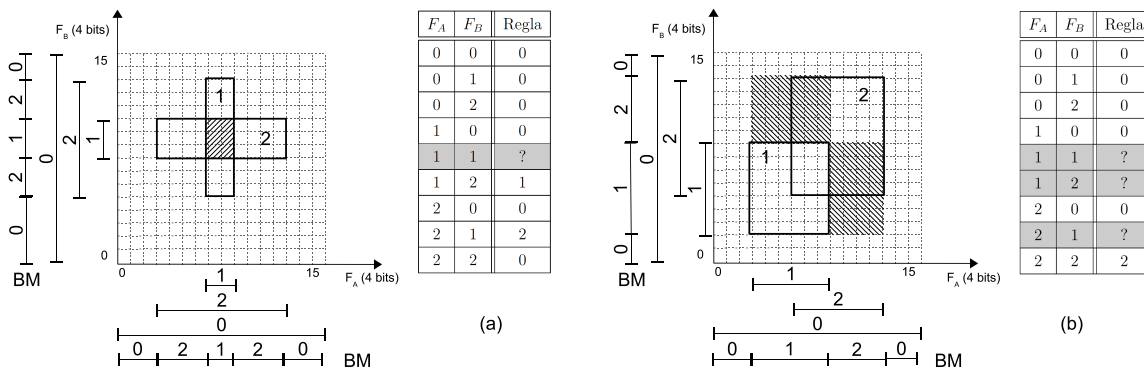 F_B (4 bits)
15
0
2
1
2
0
0
2
1
1
2
0
0
15
F_A (4 bits)
BM
1
2
0
0 2 1 2 0
BM
F_A F_B Regla
0 0 0
0 1 0
0 2 0
1 0 0
1 1 ?
1 2 1
2 0 0
2 1 2
2 2 0
(a)
F_B (4 bits)
15
0
2
1
0
0
2
1
2
1
0
0
15
F_A (4 bits)
BM
1
2
0
0 1 2 0
BM
F_A F_B Regla
0 0 0
0 1 0
0 2 0
1 0 0
1 1 ?
1 2 ?
2 0 0
2 1 ?
2 2 2
(b)